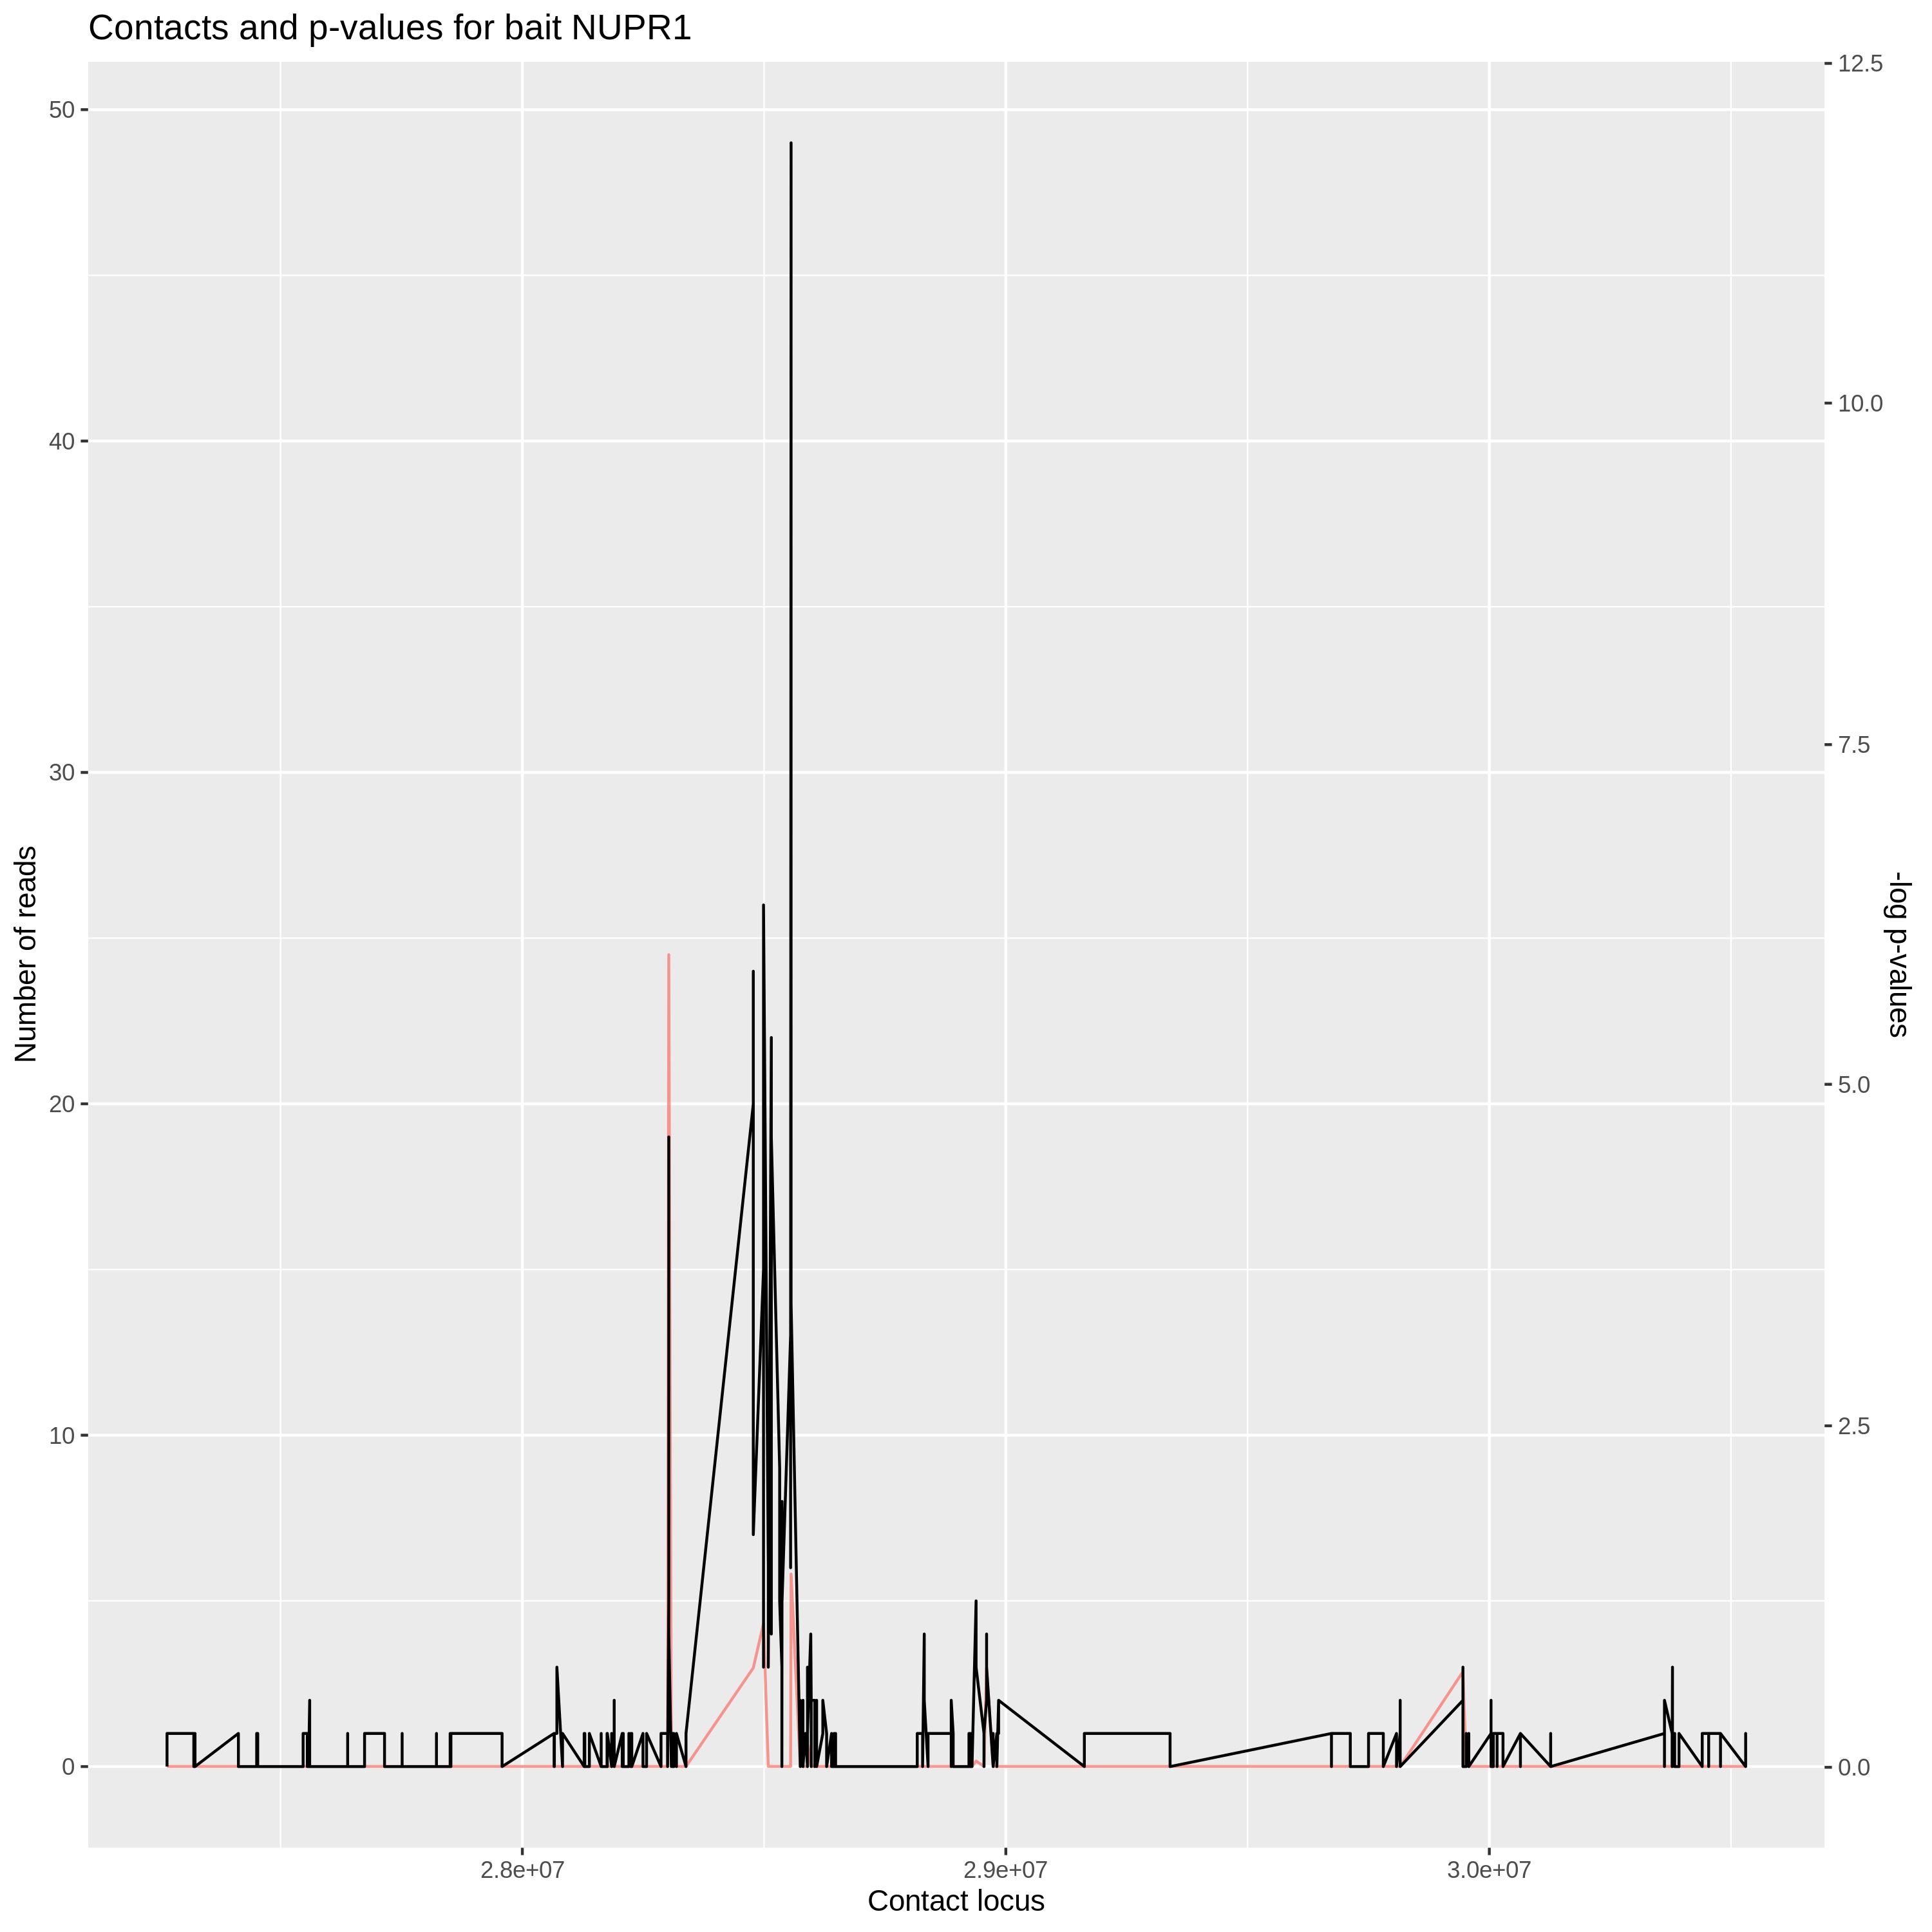 Contacts and p-values for bait NUPR1
50
40
30
20
10
0
Number of reads
12.5
10.0
7.5
5.0
2.5
0.0
-log p-values
2.8e+07
2.9e+07
3.0e+07
Contact locus